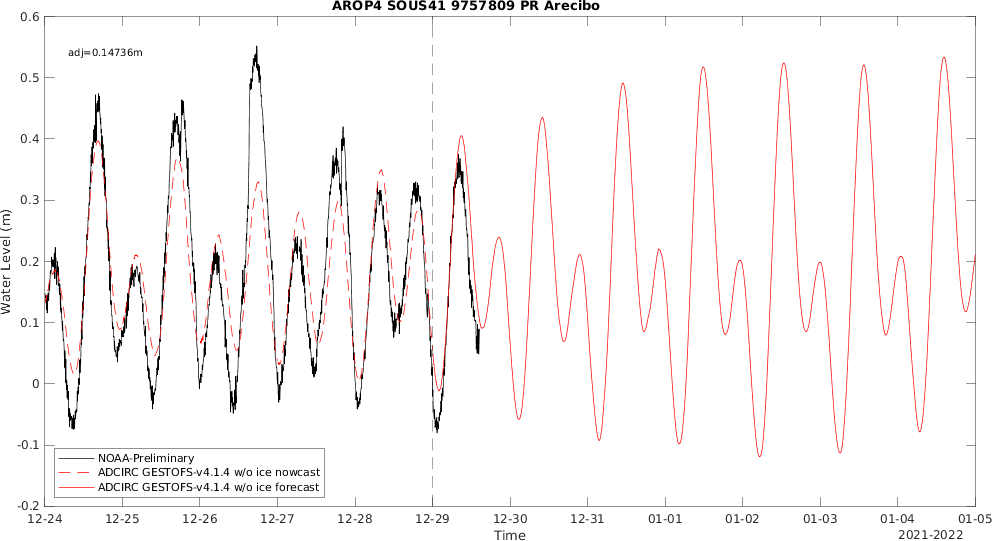 AROP4 SOUS41 9757809 PR Arecibo
adj=0.14736m
Water Level (m)
0.6
0.5
0.4
0.3
0.2
0.1
0
-0.1
-0.2
NOAA-Preliminary
ADCIRC GESTOFS-v4.1.4 w/o ice nowcast
ADCIRC GESTOFS-v4.1.4 w/o ice forecast
12-24 12-25 12-26 12-27 12-28 12-29 12-30 12-31 01-01 01-02 01-03 01-04 01-05
Time
2021-2022